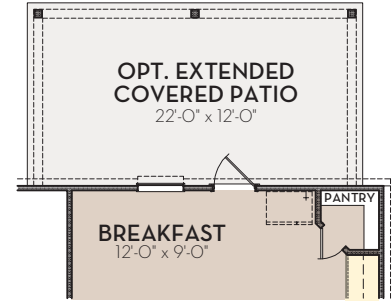 OPT. EXTENDED
COVERED PATIO
22'-0" x 12'-0"
PANTRY
BREAKFAST
12'-0" x 9'-0"